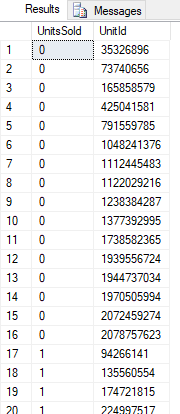 Results Messages
UnitsSold UnitId
1 0 35326896
2 0 73740656
3 0 165858579
4 0 425041581
5 0 791559785
6 0 1048241376
7 0 1112445483
8 0 1122029216
9 0 1238384287
10 0 1377392995
11 0 1738582365
12 0 1939556724
13 0 1944737034
14 0 1970505994
15 0 2072459274
16 0 2078757623
17 1 94266141
18 1 135560554
19 1 174721815
20 1 224997517